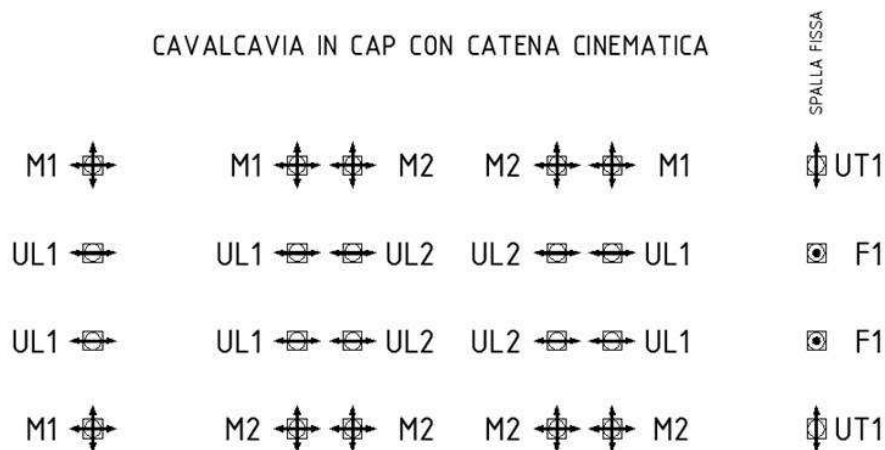 CAVALCAVIA IN CAP CON CATENA CINEMATICA
SPALLA FISSA
M1 M1 M2 M2 M1 UT1
UL1 UL1 UL2 UL2 UL1 F1
UL1 UL1 UL2 UL2 UL1 F1
M1 M2 M2 M2 M2 UT1